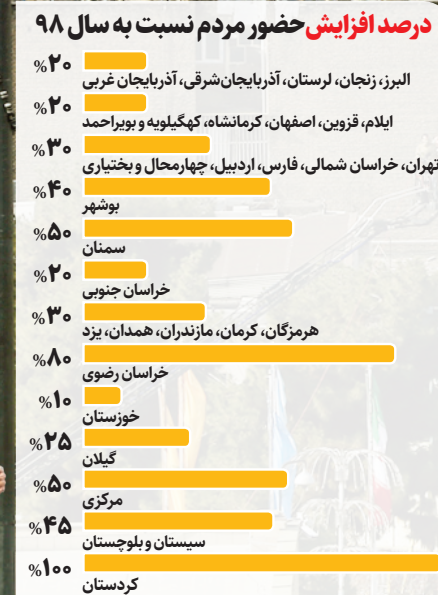 درصد افزایش حضور مردم نسبت به سال ۹۸
%۲۰
البرز، زنجان، لرستان، آذربایجان‌شرقی، آذربایجان غربی
%۲۰
ایلام، قزوین، اصفهان، کرمانشاه، کهگیلویه و بویراحمد
%۳۰
تهران، خراسان شمالی، فارس، اردبیل، چهارمحال و بختیاری
%۴۰
بوشهر
%۵۰
سمنان
%۲۰
خراسان جنوبی
%۳۰
هرمزگان، کرمان، مازندران، همدان، یزد
%۸۰
خراسان رضوی
%۱۰
خوزستان
%۲۵
گیلان
%۵۰
مرکزی
%۴۵
سیستان و بلوچستان
%۱۰۰
کردستان